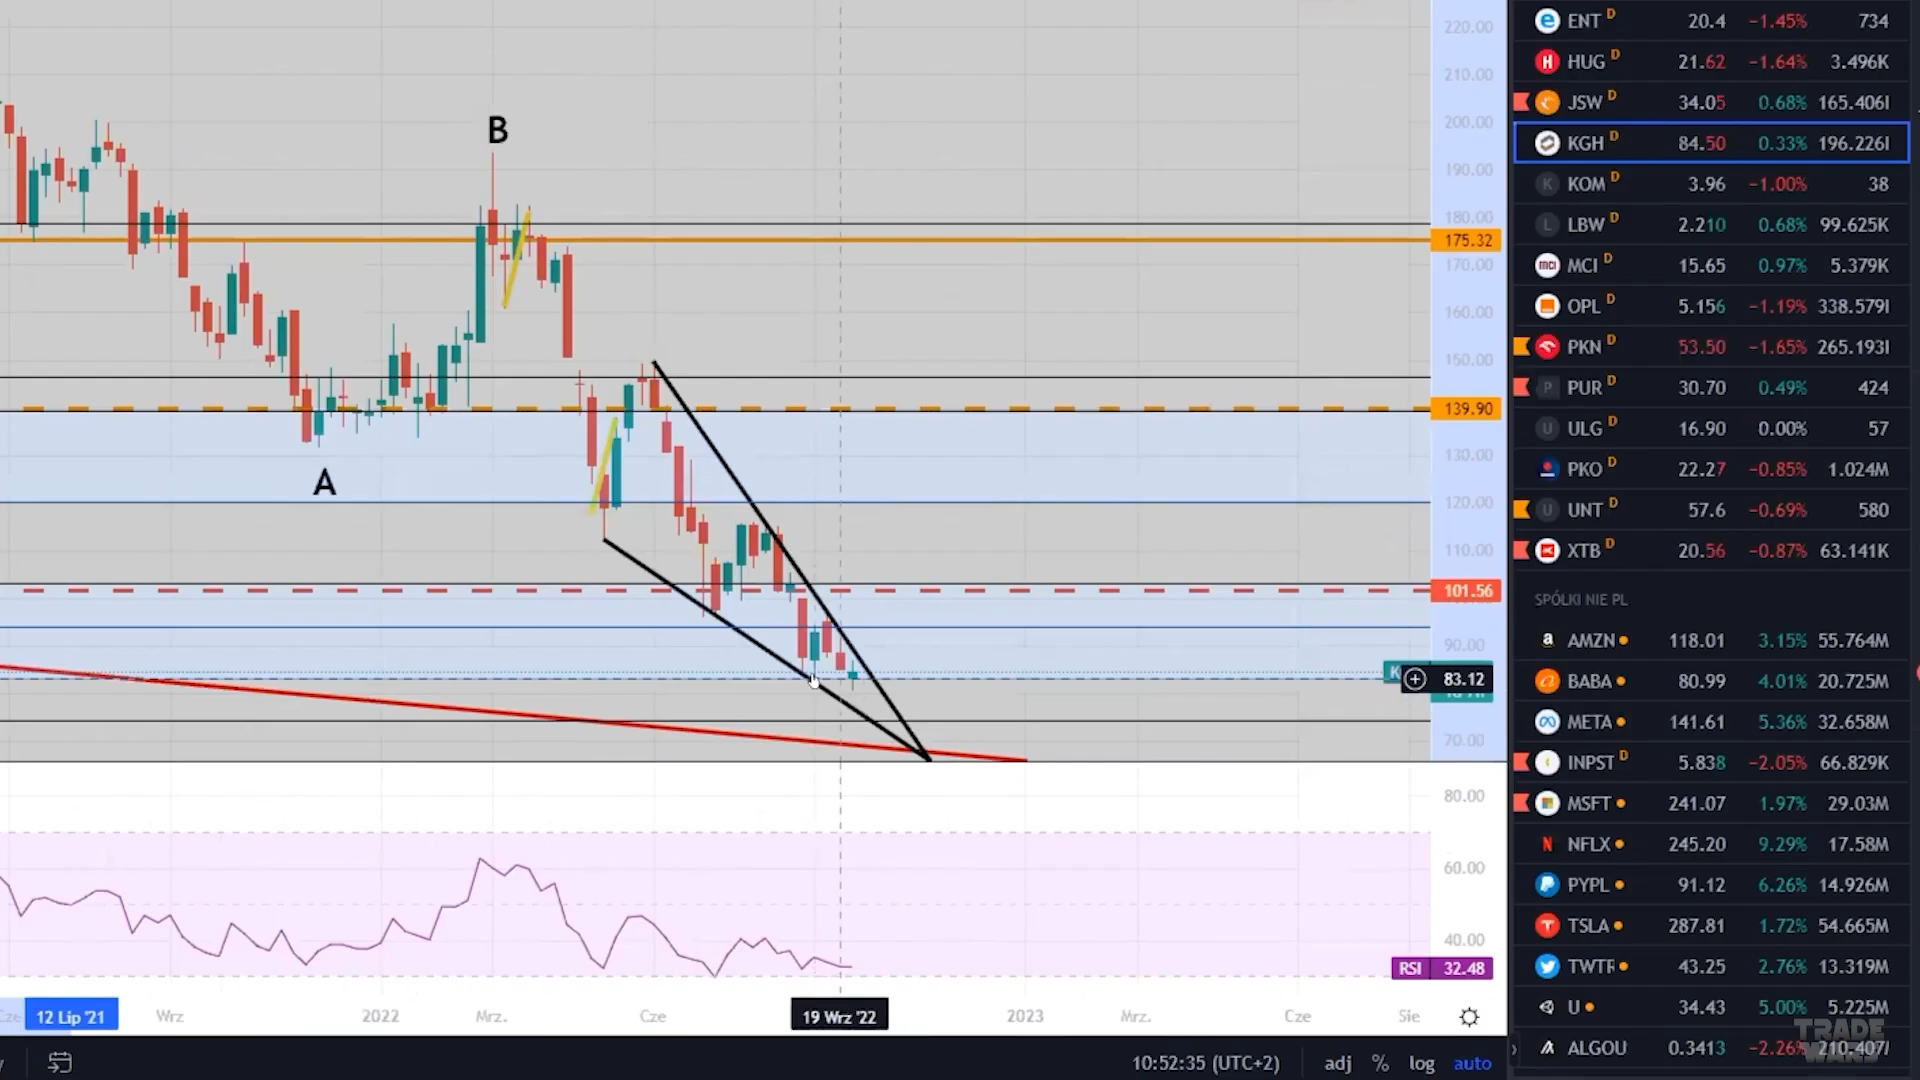 220.00
210.00
200.00
190.00
180.00
175.32
170.00
160.00
150.00
139.90
130.00
120.00
110.00
101.56
90.00
83.12
70.00
B
A
80.00
60.00
40.00
RSI 32.48
12 Lip '21 Wrz 2022 Mrz. Cze 19 Wrz '22 2023 Mrz. Cze Sie
10:52:35 (UTC+2) adj % log auto
ENT D 20.4 −1.45% 734
HUG D 21.62 −1.64% 3.496K
JSW D 34.05 0.68% 165.406
KGH D 84.50 0.33% 196.226
K KOM D 3.96 −1.00% 38
L LBW D 2.210 0.68% 99.625K
MCI D 15.65 0.97% 5.379K
OPL D 5.156 −1.19% 338.579
PKN D 53.50 −1.65% 265.193
P PUR D 30.70 0.49% 424
U ULG D 16.90 0.00% 57
PKO D 22.27 −0.85% 1.024M
U UNT D 57.6 −0.69% 580
XTB D 20.56 −0.87% 63.141K
SPÓŁKI NIE PL
AMZN 118.01 3.15% 55.764M
BABA 80.99 4.01% 20.725M
META 141.61 5.36% 32.658M
INPST D 5.838 −2.05% 66.829K
MSFT 241.07 1.97% 29.03M
NFLX 245.20 9.29% 17.58M
PYPL 91.12 6.26% 14.926M
TSLA 287.81 1.72% 54.665M
TWTR 43.25 2.76% 13.319M
U 34.43 5.00% 5.225M
ALGOU 0.3413 −2.26% 210.407
TRADE WARS